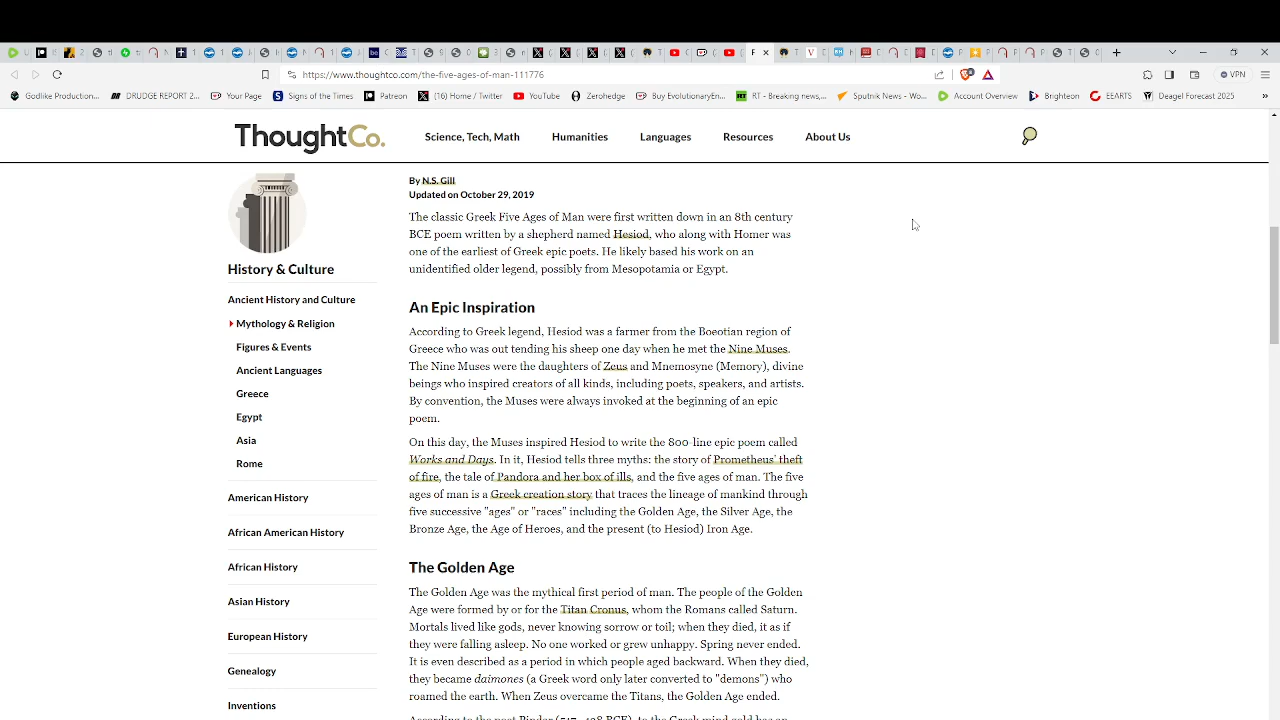 https://www.thoughtco.com/the-five-ages-of-man-111776
VPN
Godlike Production...
DRUDGE REPORT 2...
Your Page
Signs of the Times
Patreon
(16) Home / Twitter
YouTube
Zerohedge
Buy EvolutionaryEn...
RT - Breaking news,...
Sputnik News - Wo...
Account Overview
Brighteon
EEARTS
Deagel Forecast 2025
ThoughtCo.
Science, Tech, Math
Humanities
Languages
Resources
About Us
History & Culture
Ancient History and Culture
Mythology & Religion
Figures & Events
Ancient Languages
Greece
Egypt
Asia
Rome
American History
African American History
African History
Asian History
European History
Genealogy
Inventions
By N.S. Gill
Updated on October 29, 2019
The classic Greek Five Ages of Man were first written down in an 8th century
BCE poem written by a shepherd named Hesiod, who along with Homer was
one of the earliest of Greek epic poets. He likely based his work on an
unidentified older legend, possibly from Mesopotamia or Egypt.
An Epic Inspiration
According to Greek legend, Hesiod was a farmer from the Boeotian region of
Greece who was out tending his sheep one day when he met the Nine Muses.
The Nine Muses were the daughters of Zeus and Mnemosyne (Memory), divine
beings who inspired creators of all kinds, including poets, speakers, and artists.
By convention, the Muses were always invoked at the beginning of an epic
poem.
On this day, the Muses inspired Hesiod to write the 800-line epic poem called
Works and Days. In it, Hesiod tells three myths: the story of Prometheus' theft
of fire, the tale of Pandora and her box of ills, and the five ages of man. The five
ages of man is a Greek creation story that traces the lineage of mankind through
five successive "ages" or "races" including the Golden Age, the Silver Age, the
Bronze Age, the Age of Heroes, and the present (to Hesiod) Iron Age.
The Golden Age
The Golden Age was the mythical first period of man. The people of the Golden
Age were formed by or for the Titan Cronus, whom the Romans called Saturn.
Mortals lived like gods, never knowing sorrow or toil; when they died, it as if
they were falling asleep. No one worked or grew unhappy. Spring never ended.
It is even described as a period in which people aged backward. When they died,
they became daimones (a Greek word only later converted to "demons") who
roamed the earth. When Zeus overcame the Titans, the Golden Age ended.